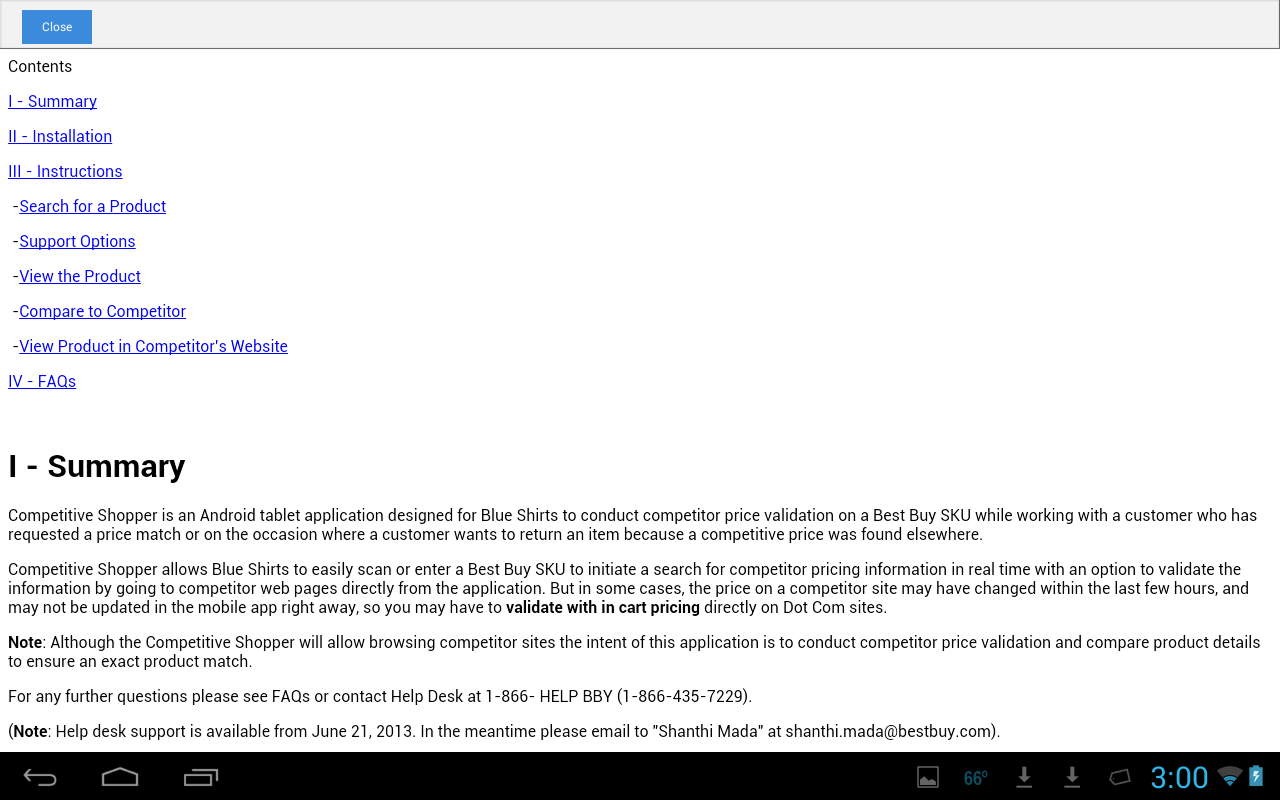 Close
Contents
I - Summary
II - Installation
III - Instructions
-Search for a Product
-Support Options
-View the Product
-Compare to Competitor
-View Product in Competitor's Website
IV - FAQs
I - Summary
Competitive Shopper is an Android tablet application designed for Blue Shirts to conduct competitor price validation on a Best Buy SKU while working with a customer who has
requested a price match or on the occasion where a customer wants to return an item because a competitive price was found elsewhere.
Competitive Shopper allows Blue Shirts to easily scan or enter a Best Buy SKU to initiate a search for competitor pricing information in real time with an option to validate the
information by going to competitor web pages directly from the application. But in some cases, the price on a competitor site may have changed within the last few hours, and
may not be updated in the mobile app right away, so you may have to validate with in cart pricing directly on Dot Com sites.
Note: Although the Competitive Shopper will allow browsing competitor sites the intent of this application is to conduct competitor price validation and compare product details
to ensure an exact product match.
For any further questions please see FAQs or contact Help Desk at 1-866- HELP BBY (1-866-435-7229).
(Note: Help desk support is available from June 21, 2013. In the meantime please email to "Shanthi Mada" at shanthi.mada@bestbuy.com).
66º
3:00